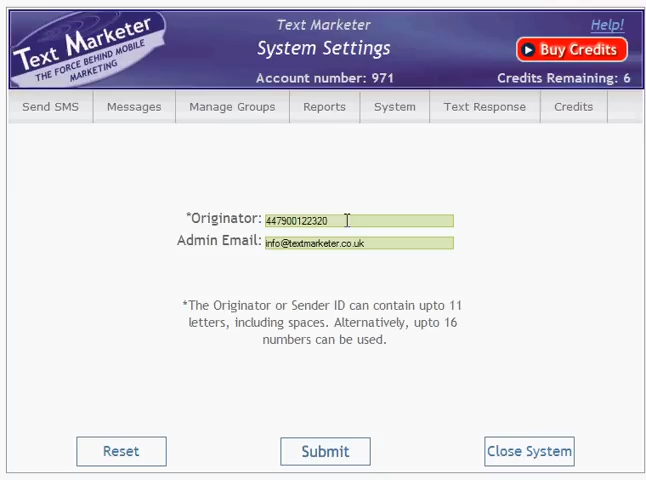 Text Marketer
THE FORCE BEHIND MOBILE
MARKETING
Text Marketer
System Settings
Account number: 971
Help!
Buy Credits
Credits Remaining: 6
Send SMS
Messages
Manage Groups
Reports
System
Text Response
Credits
*Originator: 447900122320
Admin Email: info@textmarketer.co.uk
*The Originator or Sender ID can contain upto 11
letters, including spaces. Alternatively, upto 16
numbers can be used.
Reset
Submit
Close System